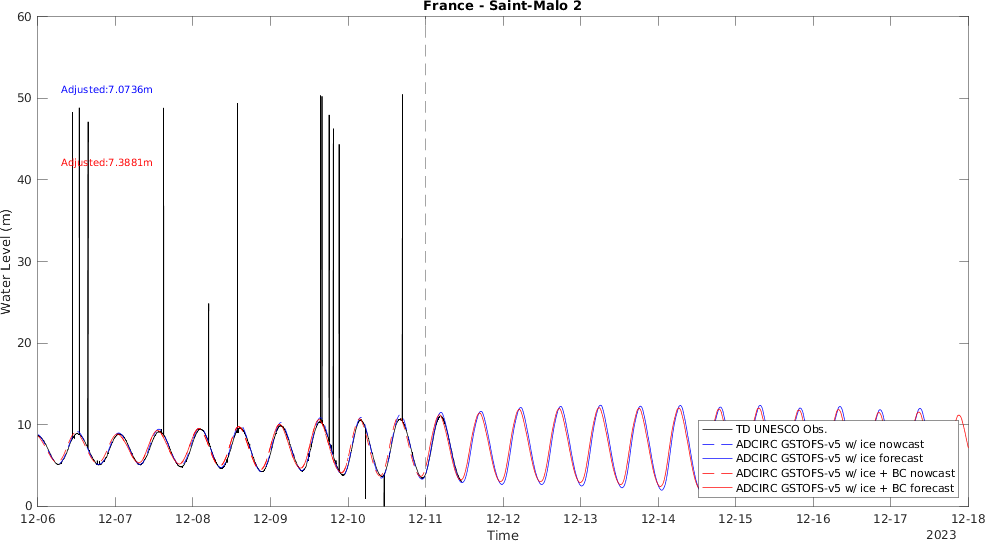 France - Saint-Malo 2
Water Level (m)
60
50
40
30
20
10
0
Adjusted:7.0736m
Adjusted:7.3881m
TD UNESCO Obs.
ADCIRC GSTOFS-v5 w/ ice nowcast
ADCIRC GSTOFS-v5 w/ ice forecast
ADCIRC GSTOFS-v5 w/ ice + BC nowcast
ADCIRC GSTOFS-v5 w/ ice + BC forecast
12-06 12-07 12-08 12-09 12-10 12-11 12-12 12-13 12-14 12-15 12-16 12-17 12-18
Time
2023